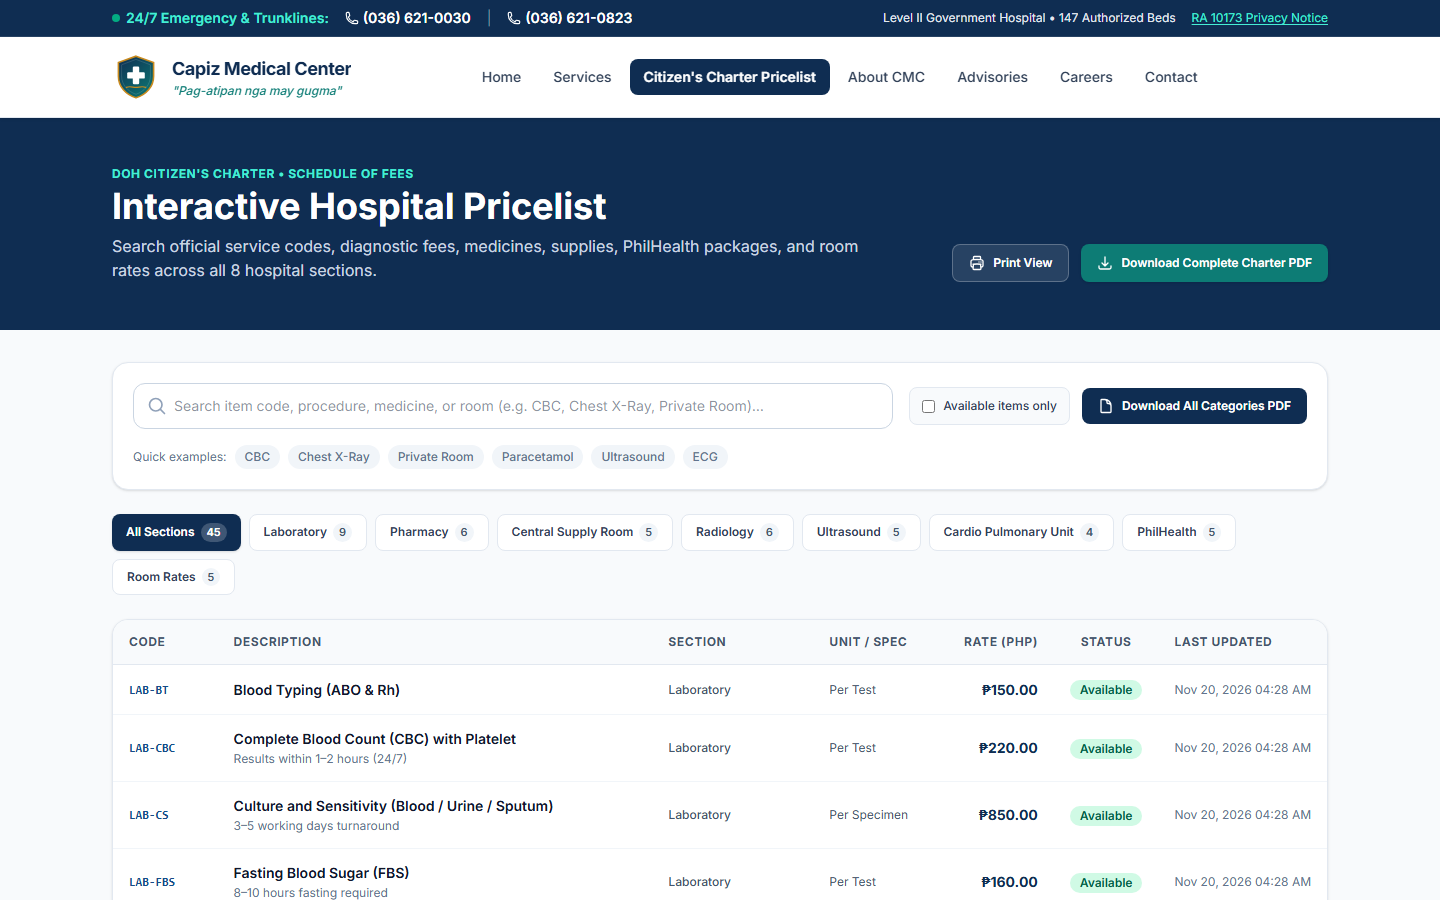 24/7 Emergency & Trunklines: (036) 621-0030 | (036) 621-0823
Level II Government Hospital • 147 Authorized Beds RA 10173 Privacy Notice
Capiz Medical Center
"Pag-atipan nga may gugma"
Home Services Citizen's Charter Pricelist About CMC Advisories Careers Contact
DOH CITIZEN'S CHARTER • SCHEDULE OF FEES
Interactive Hospital Pricelist
Search official service codes, diagnostic fees, medicines, supplies, PhilHealth packages, and room
rates across all 8 hospital sections.
Print View Download Complete Charter PDF
Search item code, procedure, medicine, or room (e.g. CBC, Chest X-Ray, Private Room)...
Available items only Download All Categories PDF
Quick examples: CBC Chest X-Ray Private Room Paracetamol Ultrasound ECG
All Sections 45 Laboratory 9 Pharmacy 6 Central Supply Room 5 Radiology 6 Ultrasound 5 Cardio Pulmonary Unit 4 PhilHealth 5
Room Rates 5
CODE DESCRIPTION SECTION UNIT / SPEC RATE (PHP) STATUS LAST UPDATED
LAB-BT Blood Typing (ABO & Rh) Laboratory Per Test ₱150.00 Available Nov 20, 2026 04:28 AM
LAB-CBC Complete Blood Count (CBC) with Platelet Laboratory Per Test ₱220.00 Available Nov 20, 2026 04:28 AM
Results within 1–2 hours (24/7)
LAB-CS Culture and Sensitivity (Blood / Urine / Sputum) Laboratory Per Specimen ₱850.00 Available Nov 20, 2026 04:28 AM
3–5 working days turnaround
LAB-FBS Fasting Blood Sugar (FBS) Laboratory Per Test ₱160.00 Available Nov 20, 2026 04:28 AM
8–10 hours fasting required